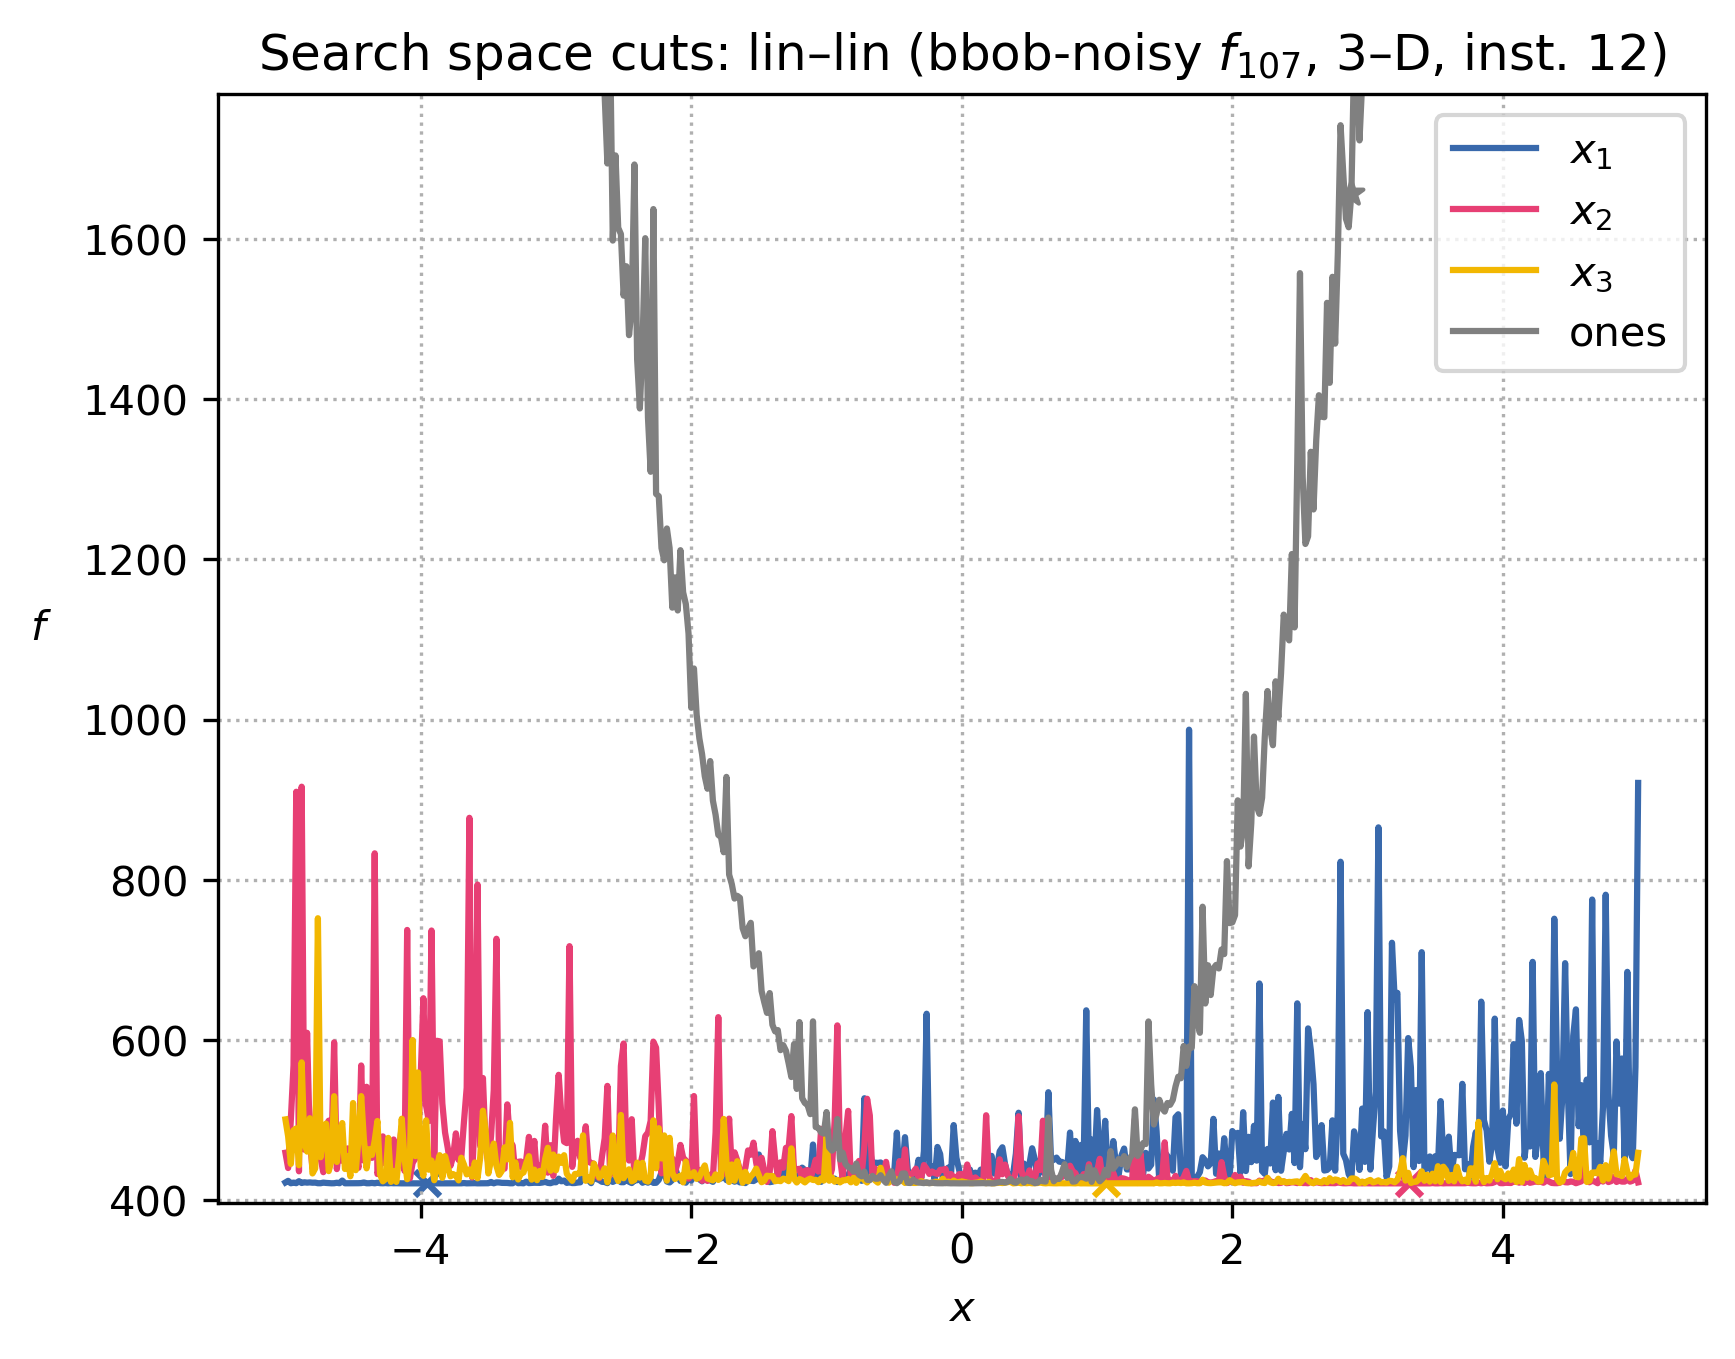 Search space cuts: lin–lin (bbob-noisy f₁₀₇, 3–D, inst. 12)
x₁
x₂
x₃
ones
1600
1400
1200
1000
800
600
400
f
−4
−2
0
2
4
x